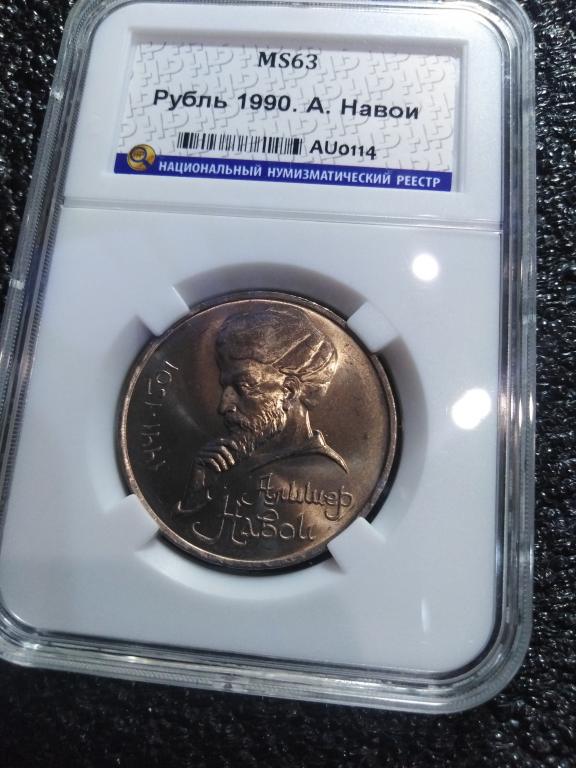 MS63
Рубль 1990. А. Навои
AU0114
НАЦИОНАЛЬНЫЙ НУМИЗМАТИЧЕСКИЙ РЕЕСТР
1441-1501
Алишер
Навои